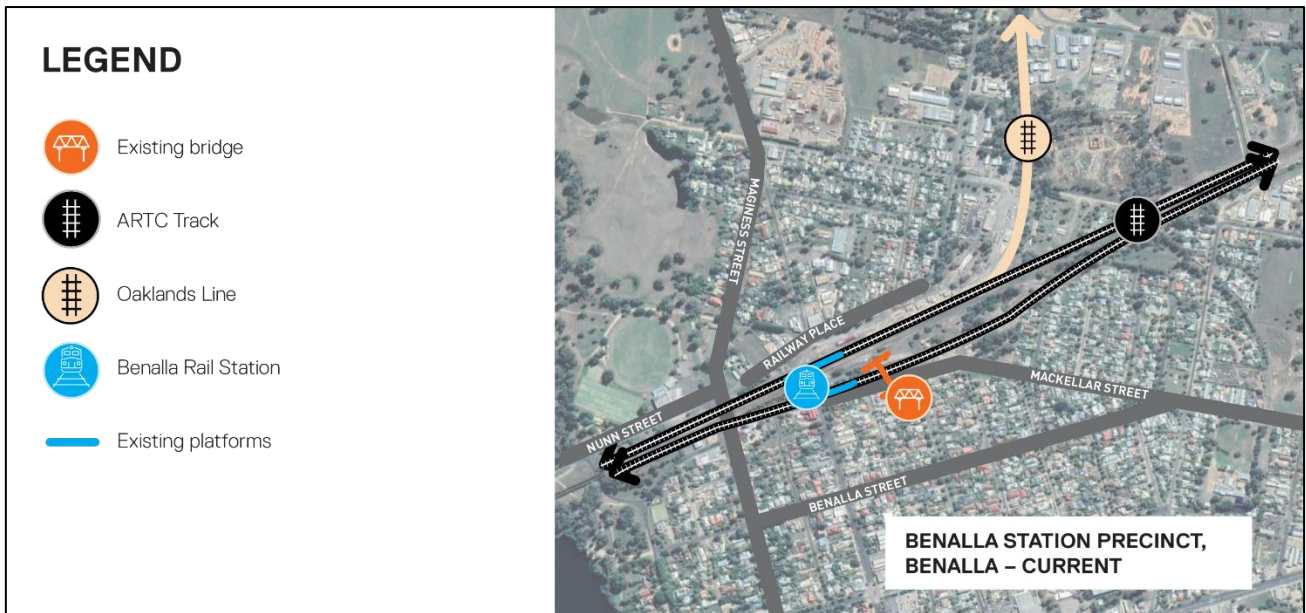 LEGEND
Existing bridge
ARTC Track
Oaklands Line
Benalla Rail Station
Existing platforms
MAGINESS STREET
RAILWAY PLACE
NUNN STREET
MACKELLAR STREET
BENALLA STREET
BENALLA STATION PRECINCT,
BENALLA – CURRENT